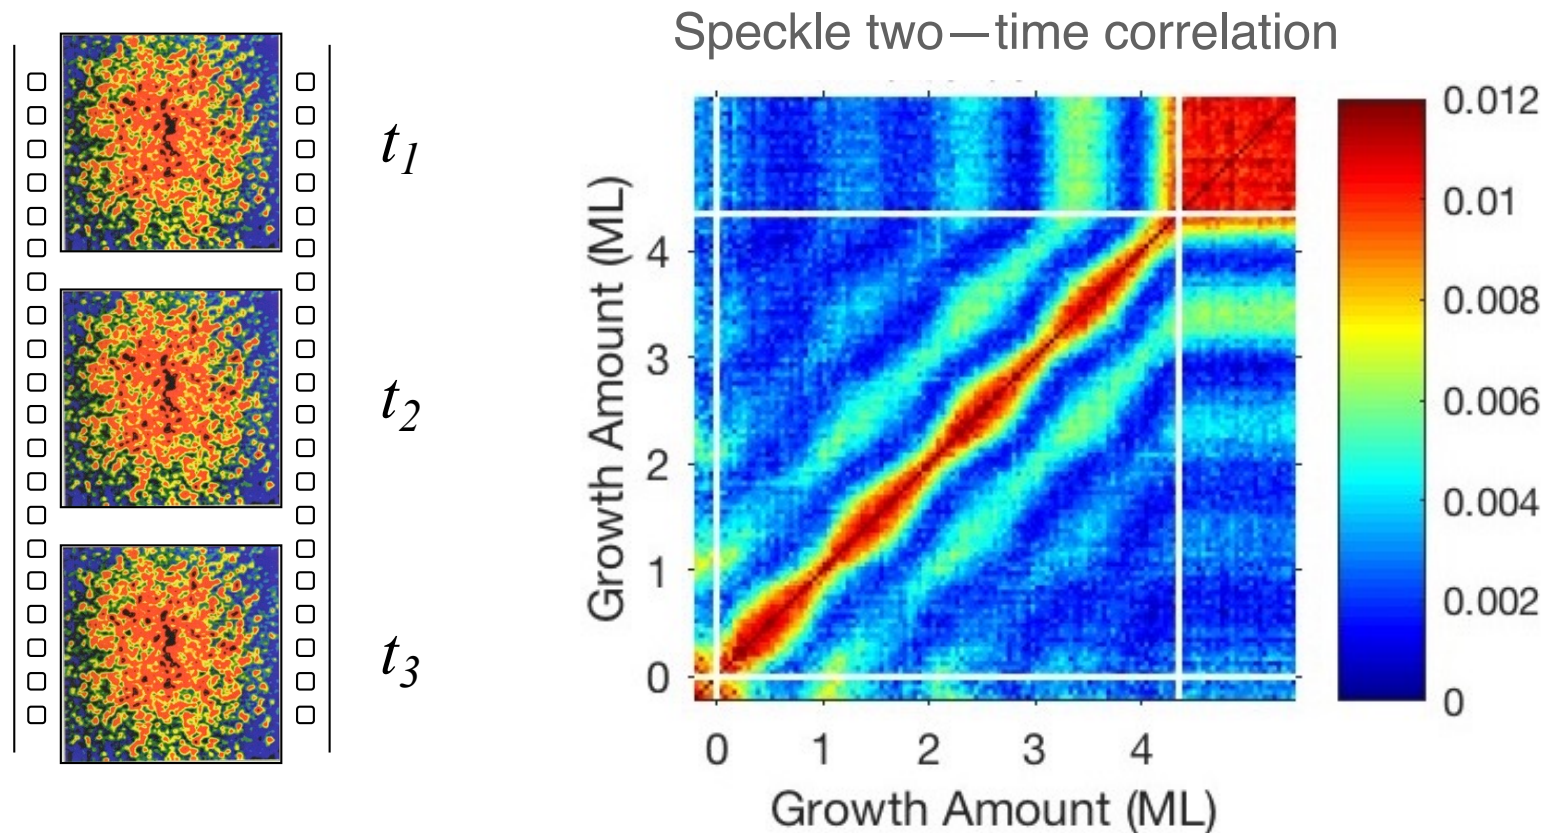 Speckle two—time correlation
t1
t2
t3
Growth Amount (ML)
4
3
2
1
0
0 1 2 3 4
Growth Amount (ML)
0.012
0.01
0.008
0.006
0.004
0.002
0